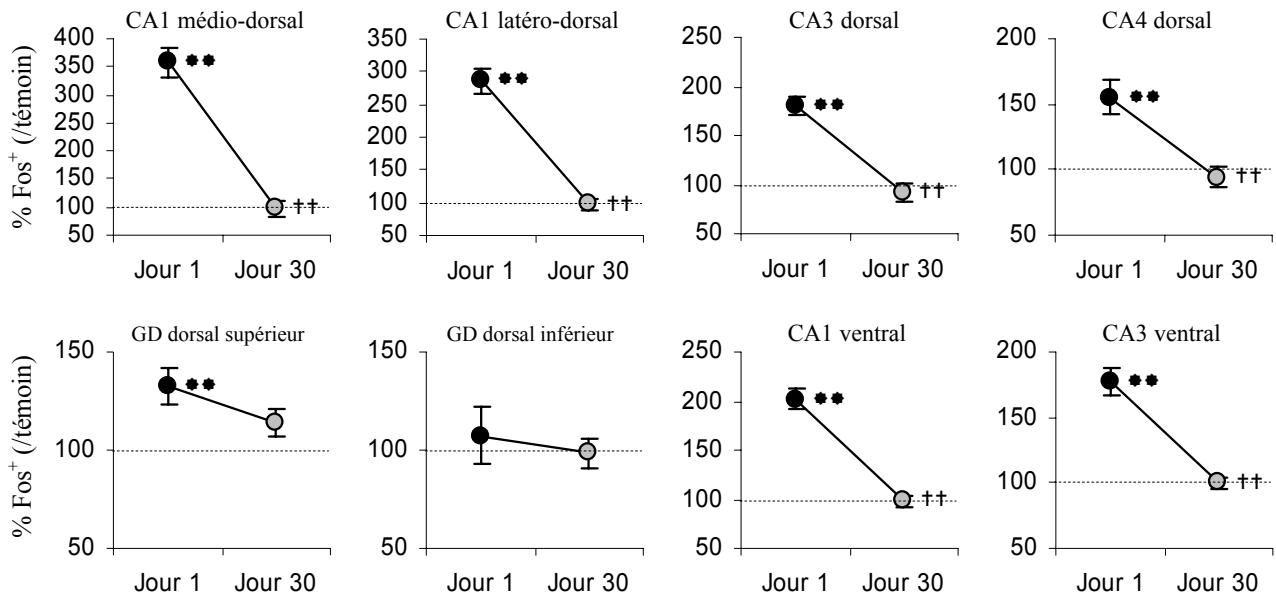 CA1 médio-dorsal
% Fos+ (/témoin)
400
350
300
250
200
150
100
50
** 
††
Jour 1 Jour 30
CA1 latéro-dorsal
350
300
250
200
150
100
50
**
††
Jour 1 Jour 30
CA3 dorsal
250
200
150
100
50
**
††
Jour 1 Jour 30
CA4 dorsal
200
150
100
50
**
††
Jour 1 Jour 30
GD dorsal supérieur
% Fos+ (/témoin)
150
100
50
**
Jour 1 Jour 30
GD dorsal inférieur
150
100
50
Jour 1 Jour 30
CA1 ventral
250
200
150
100
50
**
††
Jour 1 Jour 30
CA3 ventral
200
150
100
50
**
††
Jour 1 Jour 30